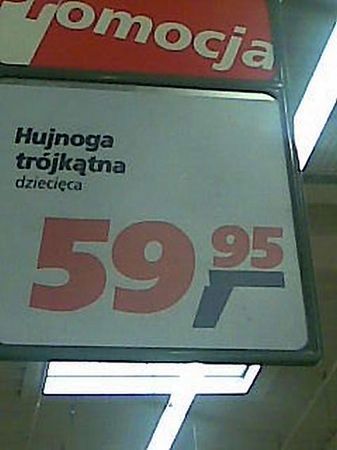 Promocja
Hujnoga
trójkątna
dziecięca
59,95